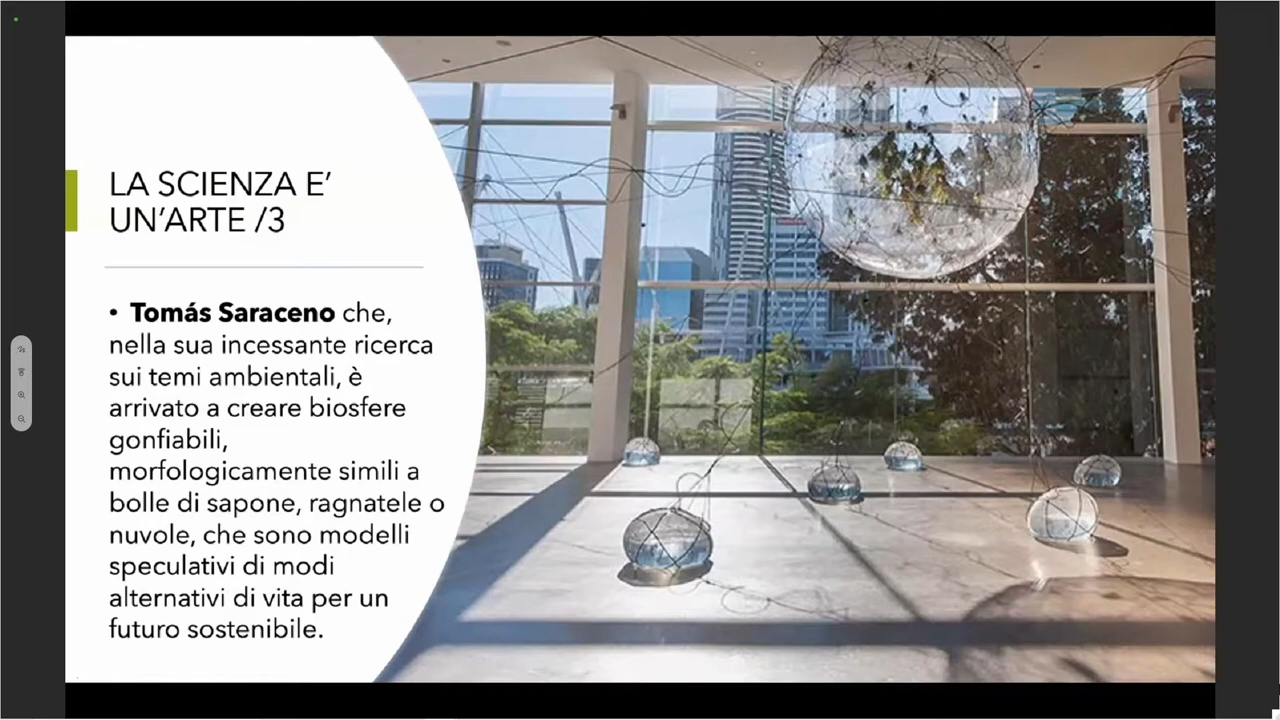 LA SCIENZA E’
UN’ARTE /3
• Tomás Saraceno che,
nella sua incessante ricerca
sui temi ambientali, è
arrivato a creare biosfere
gonfiabili,
morfologicamente simili a
bolle di sapone, ragnatele o
nuvole, che sono modelli
speculativi di modi
alternativi di vita per un
futuro sostenibile.